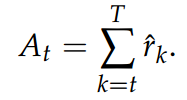 $A_t = \sum_{k=t}^{T} \hat{r}_k.$